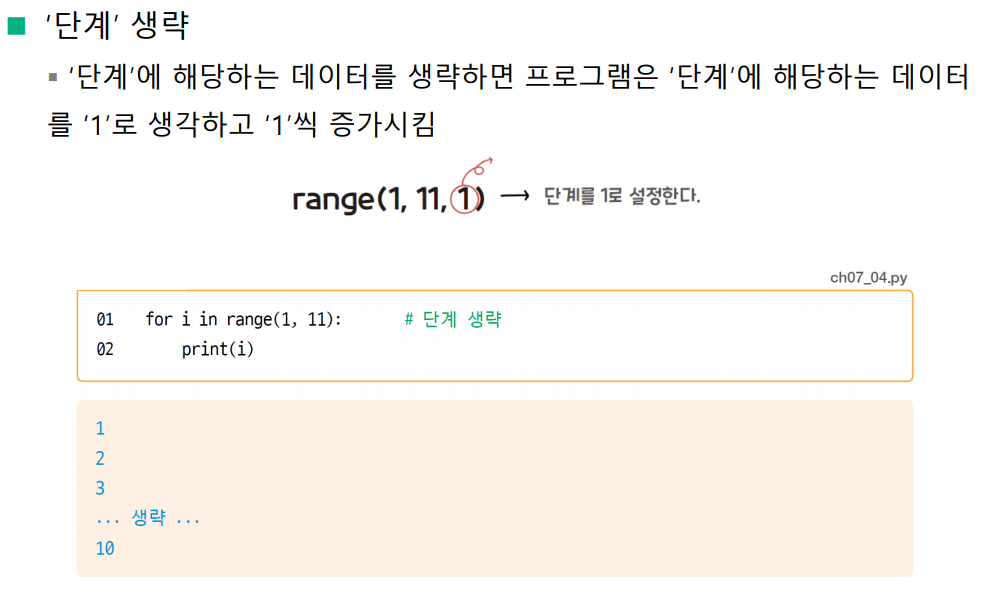 ‘단계’ 생략
‘단계’에 해당하는 데이터를 생략하면 프로그램은 ‘단계’에 해당하는 데이터
를 ‘1’로 생각하고 ‘1’씩 증가시킴
range(1, 11, 1) → 단계를 1로 설정한다.
ch07_04.py
01 for i in range(1, 11): # 단계 생략
02 print(i)
1
2
3
... 생략 ...
10